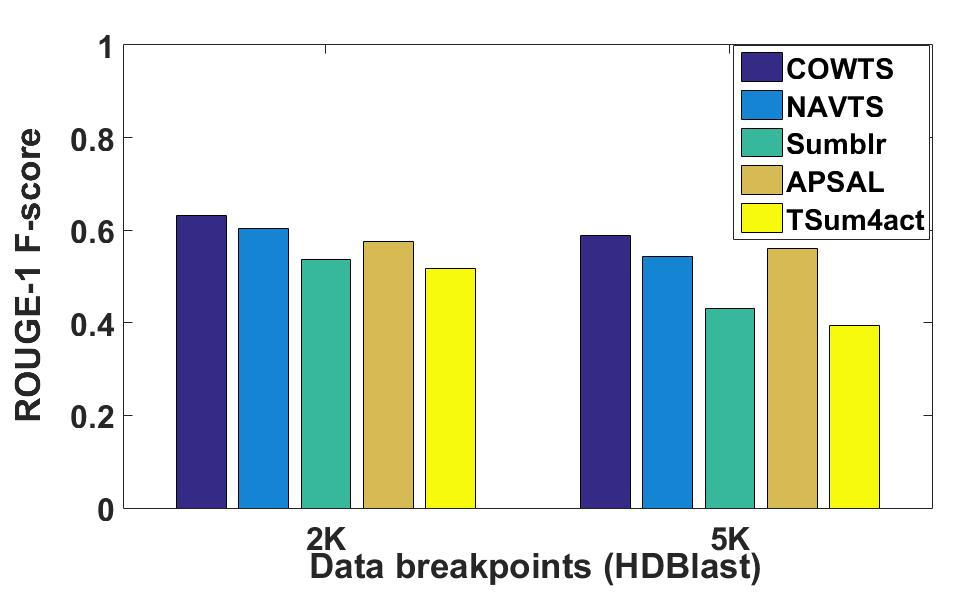 ROUGE-1 F-score
1
0.8
0.6
0.4
0.2
0
COWTS
NAVTS
Sumblr
APSAL
TSum4act
2K 5K
Data breakpoints (HDBlast)